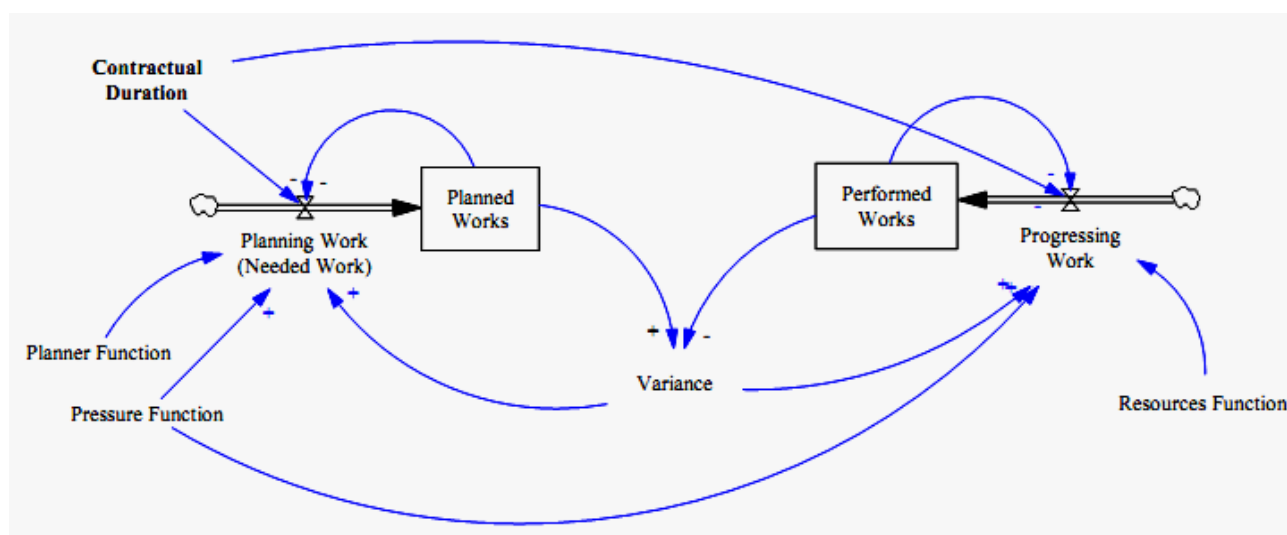 Contractual
Duration
-
-
Planned
Works
Performed
Works
-
-
Planning Work
(Needed Work)
Progressing
Work
+
+
+
+
+
-
Planner Function
Variance
Pressure Function
Resources Function